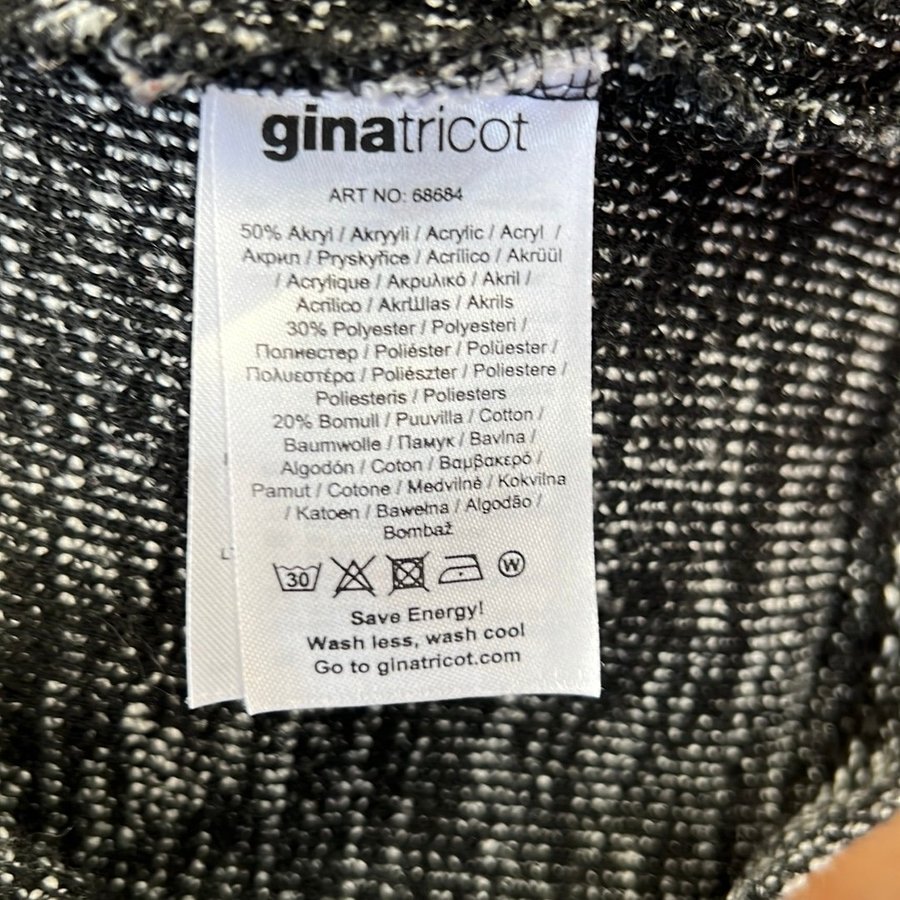 ginatricot
ART NO: 68684
50% Akryl / Akryyli / Acrylic / Acryl /
Акрил / Pryskyřice / Acrílico / Akrüül
/ Acrylique / Ακρυλικό / Akril /
Acrilico / AkrШlas / Akrils
30% Polyester / Polyesteri /
Полиестер / Poliéster / Polüester /
Πολυεστέρα / Poliészter / Poliestere /
Poliesteris / Poliesters
20% Bomull / Puuvilla / Cotton /
Baumwolle / Памук / Bavlna /
Algodón / Coton / Βαμβακερό /
Pamut / Cotone / Medvilnė / Kokvilna
/ Katoen / Bawełna / Algodão /
Bombaž
30 W
Save Energy!
Wash less, wash cool
Go to ginatricot.com